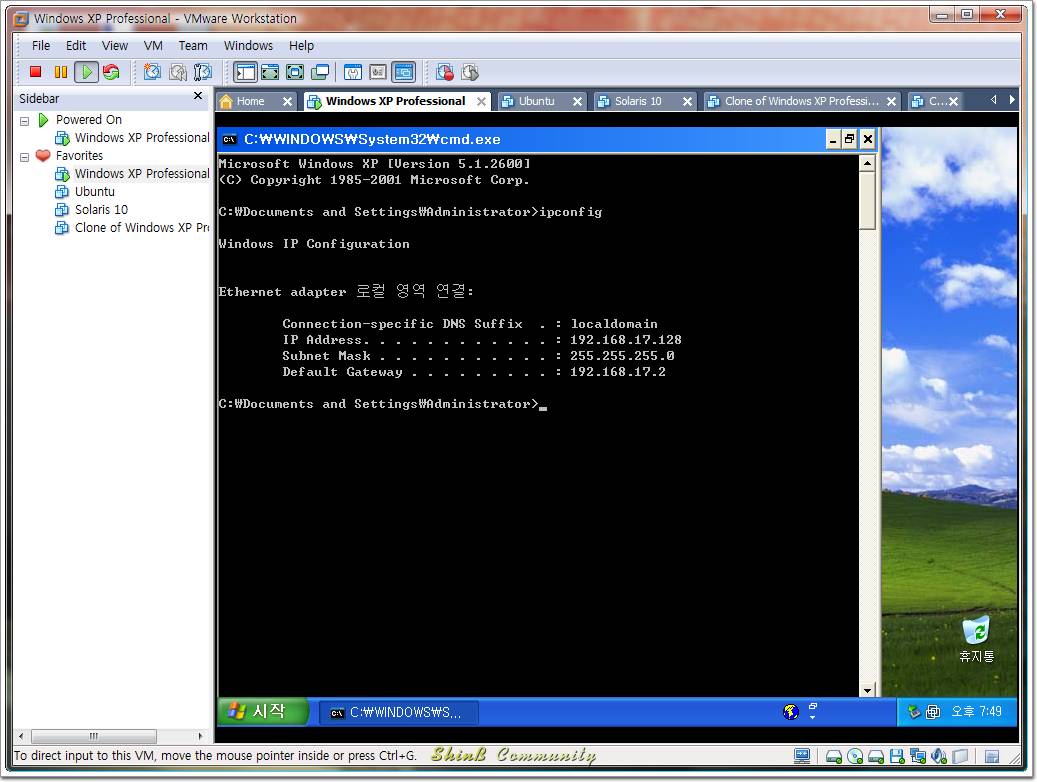 Windows XP Professional - VMware Workstation
File Edit View VM Team Windows Help
Sidebar
Powered On
Windows XP Professional
Favorites
Windows XP Professional
Ubuntu
Solaris 10
Clone of Windows XP Pr
Home Windows XP Professional Ubuntu Solaris 10 Clone of Windows XP Professi... C...
C:₩WINDOWS₩System32₩cmd.exe
Microsoft Windows XP [Version 5.1.2600]
(C) Copyright 1985-2001 Microsoft Corp.
C:₩Documents and Settings₩Administrator>ipconfig
Windows IP Configuration
Ethernet adapter 로컬 영역 연결:
Connection-specific DNS Suffix . : localdomain
IP Address. . . . . . . . . . . . : 192.168.17.128
Subnet Mask . . . . . . . . . . . : 255.255.255.0
Default Gateway . . . . . . . . . : 192.168.17.2
C:₩Documents and Settings₩Administrator>_
휴지통
시작 C:₩WINDOWS₩S... 오후 7:49
To direct input to this VM, move the mouse pointer inside or press Ctrl+G. ShinB Community